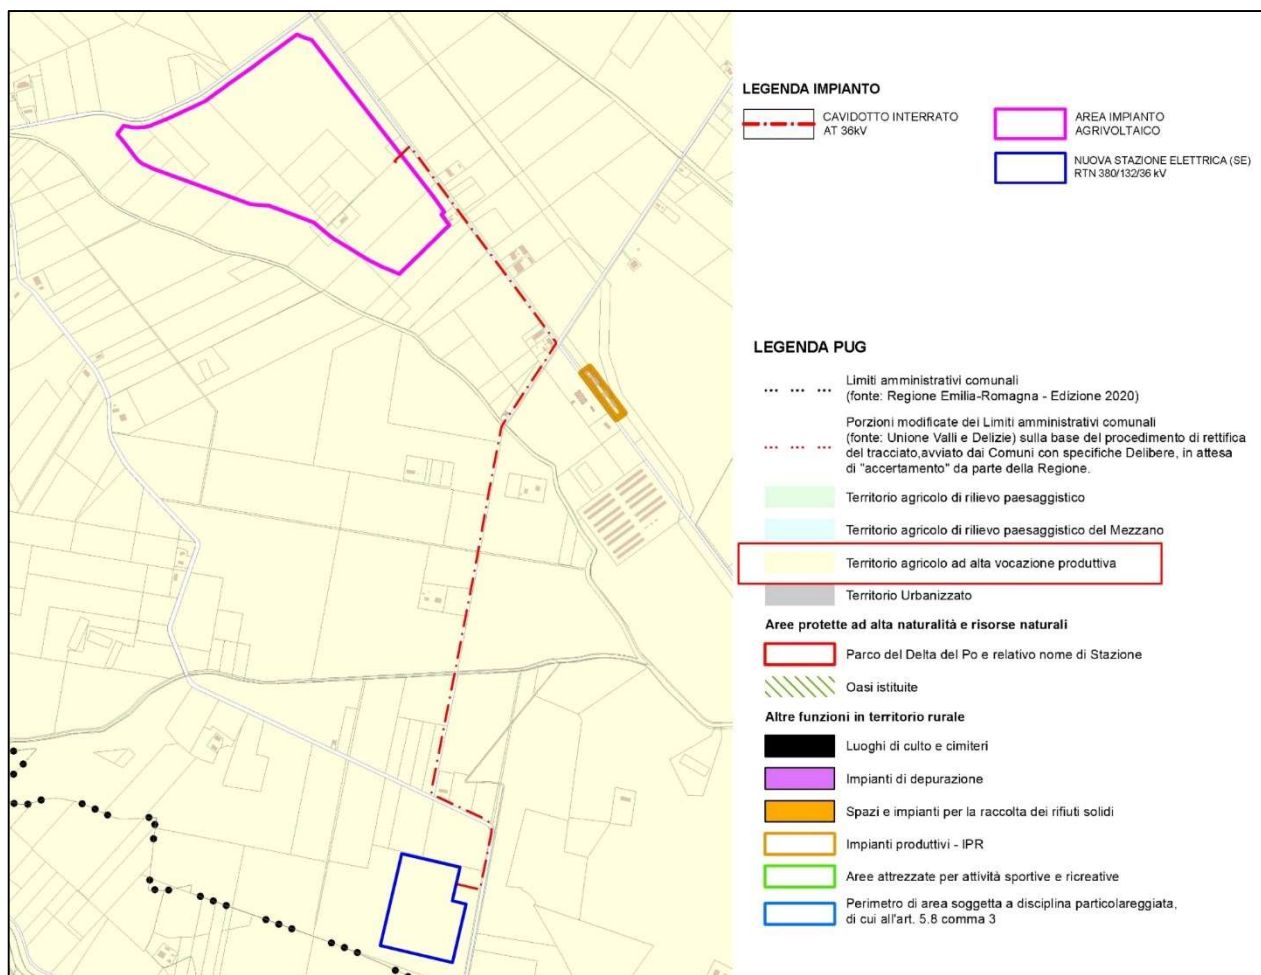 LEGENDA IMPIANTO
CAVIDOTTO INTERRATO
AT 36kV
AREA IMPIANTO
AGRIVOLTAICO
NUOVA STAZIONE ELETTRICA (SE)
RTN 380/132/36 kV
LEGENDA PUG
Limiti amministrativi comunali
(fonte: Regione Emilia-Romagna - Edizione 2020)
Porzioni modificate dei Limiti amministrativi comunali
(fonte: Unione Valli e Delizie) sulla base del procedimento di rettifica
del tracciato,avviato dai Comuni con specifiche Delibere, in attesa
di "accertamento" da parte della Regione.
Territorio agricolo di rilievo paesaggistico
Territorio agricolo di rilievo paesaggistico del Mezzano
Territorio agricolo ad alta vocazione produttiva
Territorio Urbanizzato
Aree protette ad alta naturalità e risorse naturali
Parco del Delta del Po e relativo nome di Stazione
Oasi istituite
Altre funzioni in territorio rurale
Luoghi di culto e cimiteri
Impianti di depurazione
Spazi e impianti per la raccolta dei rifiuti solidi
Impianti produttivi - IPR
Aree attrezzate per attività sportive e ricreative
Perimetro di area soggetta a disciplina particolareggiata,
di cui all'art. 5.8 comma 3